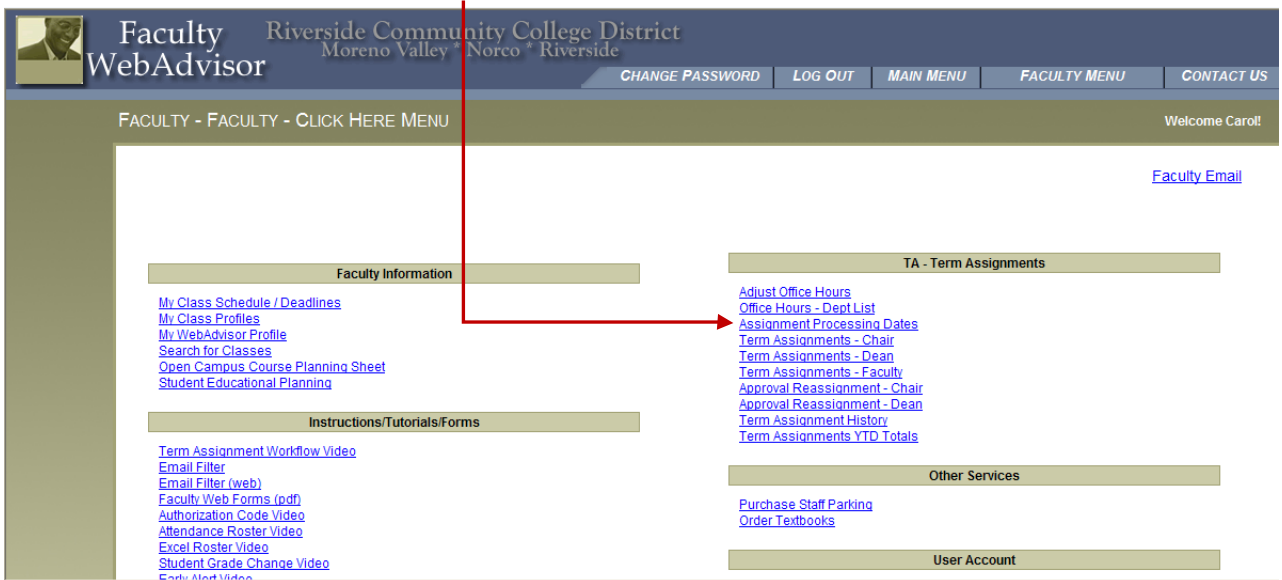 Faculty
WebAdvisor
Riverside Community College District
Moreno Valley * Norco * Riverside
CHANGE PASSWORD LOG OUT MAIN MENU FACULTY MENU CONTACT US
FACULTY - FACULTY - CLICK HERE MENU
Welcome Carol!
Faculty Email
Faculty Information
My Class Schedule / Deadlines
My Class Profiles
My WebAdvisor Profile
Search for Classes
Open Campus Course Planning Sheet
Student Educational Planning
Instructions/Tutorials/Forms
Term Assignment Workflow Video
Email Filter
Email Filter (web)
Faculty Web Forms (pdf)
Authorization Code Video
Attendance Roster Video
Excel Roster Video
Student Grade Change Video
Early Alert Video
TA - Term Assignments
Adjust Office Hours
Office Hours - Dept List
Assignment Processing Dates
Term Assignments - Chair
Term Assignments - Dean
Term Assignments - Faculty
Approval Reassignment - Chair
Approval Reassignment - Dean
Term Assignment History
Term Assignments YTD Totals
Other Services
Purchase Staff Parking
Order Textbooks
User Account